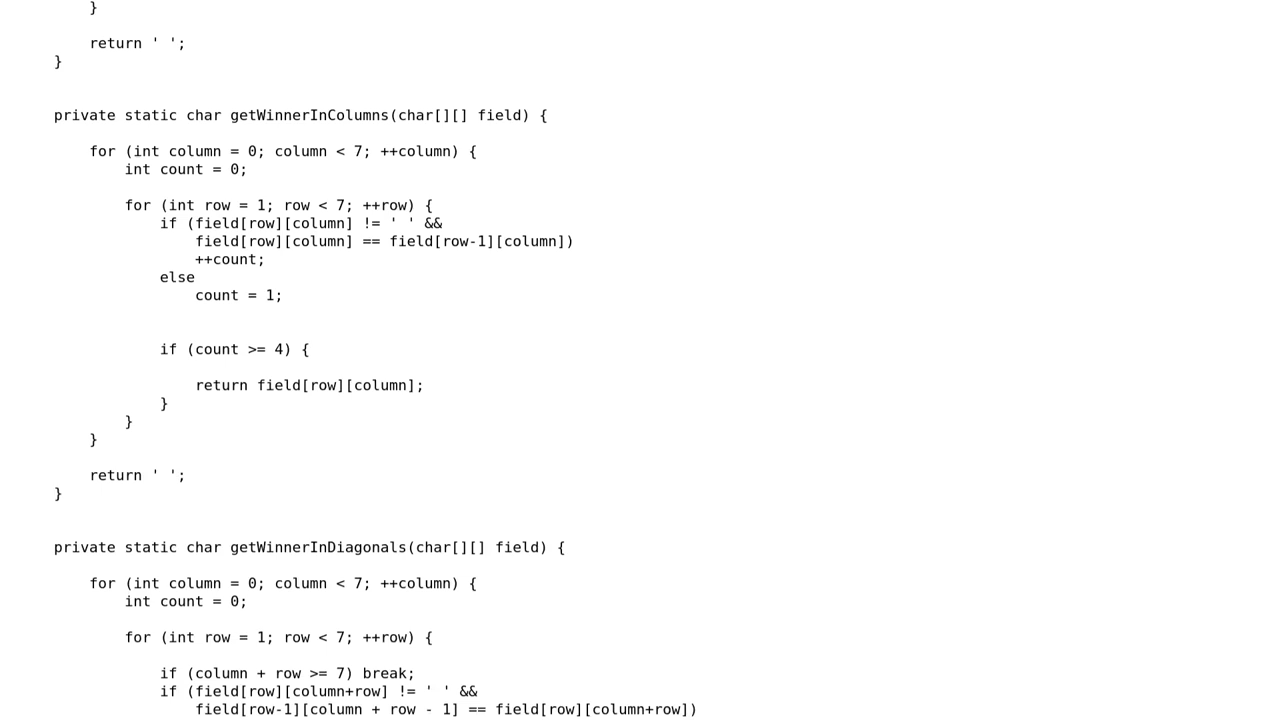 }

        return ' ';
    }


    private static char getWinnerInColumns(char[][] field) {

        for (int column = 0; column < 7; ++column) {
            int count = 0;

            for (int row = 1; row < 7; ++row) {
                if (field[row][column] != ' ' &&
                    field[row][column] == field[row-1][column])
                    ++count;
                else
                    count = 1;


                if (count >= 4) {

                    return field[row][column];
                }
            }
        }

        return ' ';
    }


    private static char getWinnerInDiagonals(char[][] field) {

        for (int column = 0; column < 7; ++column) {
            int count = 0;

            for (int row = 1; row < 7; ++row) {

                if (column + row >= 7) break;
                if (field[row][column+row] != ' ' &&
                    field[row-1][column + row - 1] == field[row][column+row])